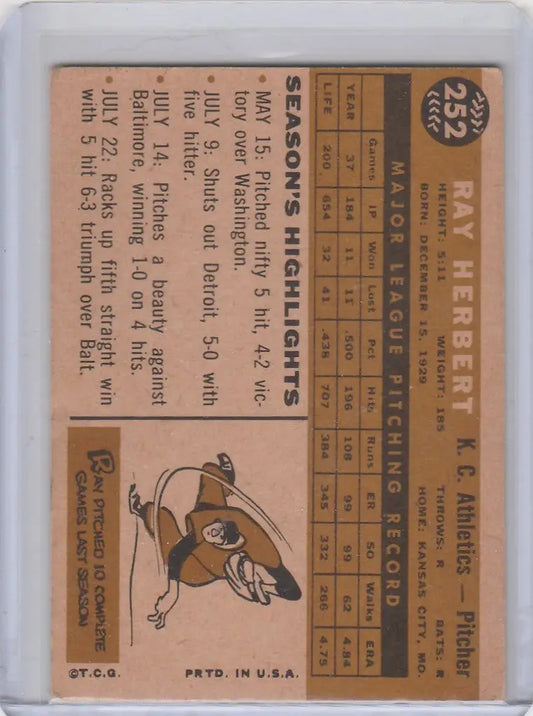 252
RAY HERBERT
K. C. Athletics — Pitcher
HEIGHT: 5:11 WEIGHT: 185 THROWS: R BATS: R
BORN: DECEMBER 15, 1929 HOME: KANSAS CITY, MO.
MAJOR LEAGUE PITCHING RECORD
Games IP Won Lost Pct Hits Runs ER SO Walks ERA
YEAR 37 184 11 11 .500 196 108 99 99 62 4.84
LIFE 200 654 32 41 .438 707 384 345 332 266 4.75
SEASON'S HIGHLIGHTS
• MAY 15: Pitched nifty 5 hit, 4-2 vic-
tory over Washington.
• JULY 9: Shuts out Detroit, 5-0 with
five hitter.
• JULY 14: Pitches a beauty against
Baltimore, winning 1-0 on 4 hits.
• JULY 22: Racks up fifth straight win
with 5 hit 6-3 triumph over Balt.
RAY PITCHED 10 COMPLETE
GAMES LAST SEASON
©T.C.G. PRTD. IN U.S.A.